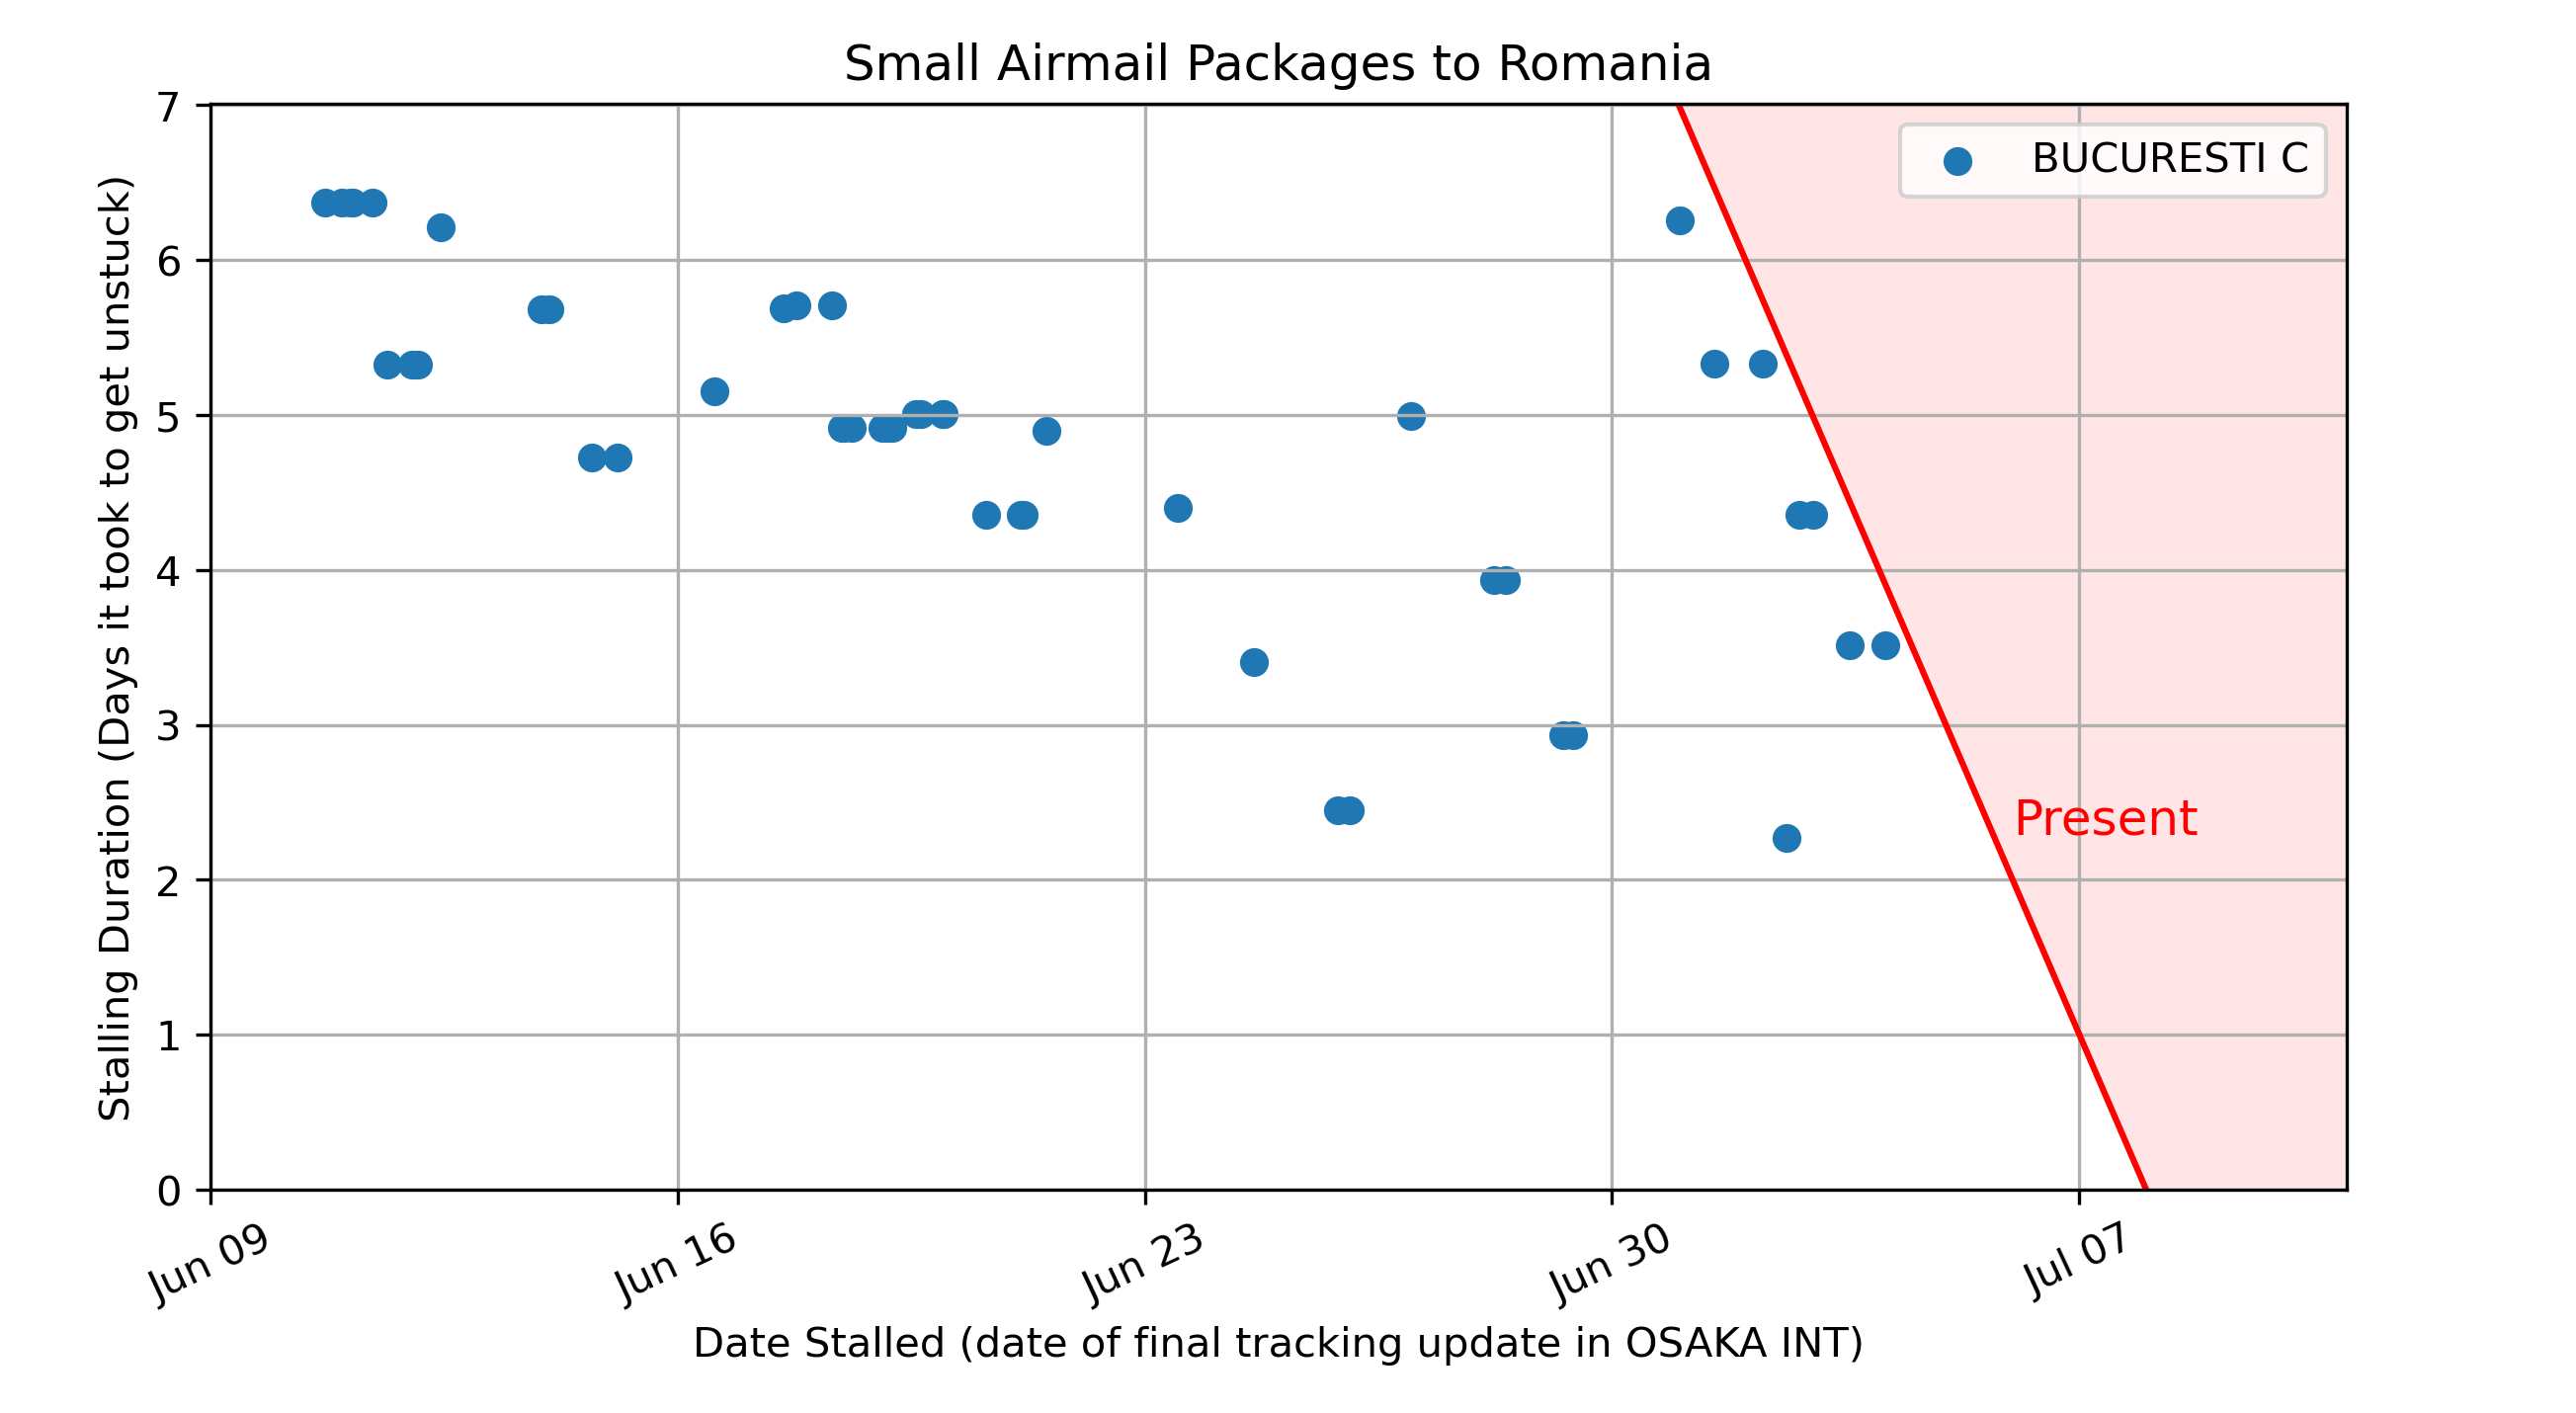 Small Airmail Packages to Romania
BUCURESTI C
Stalling Duration (Days it took to get unstuck)
7
6
5
4
3
2
1
0
Present
Jun 09
Jun 16
Jun 23
Jun 30
Jul 07
Date Stalled (date of final tracking update in OSAKA INT)